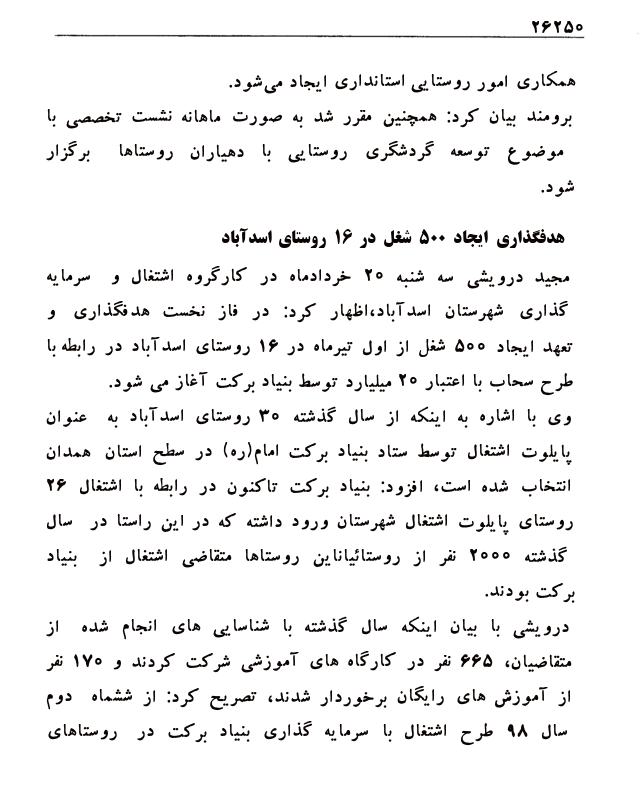 ۲۶۲۵۰
همکاری امور روستایی استانداری ایجاد می‌شود.
برومند بیان کرد: همچنین مقرر شد به صورت ماهانه نشست تخصصی با
موضوع توسعه گردشگری روستایی با دهیاران روستاها برگزار
شود.
هدفگذاری ایجاد ۵۰۰ شغل در ۱۶ روستای اسدآباد
مجید درویشی سه شنبه ۲۰ خردادماه در کارگروه اشتغال و سرمایه
گذاری شهرستان اسدآباد،اظهار کرد: در فاز نخست هدفگذاری و
تعهد ایجاد ۵۰۰ شغل از اول تیرماه در ۱۶ روستای اسدآباد در رابطه با
طرح سحاب با اعتبار ۲۰ میلیارد توسط بنیاد برکت آغاز می شود.
وی با اشاره به اینکه از سال گذشته ۳۰ روستای اسدآباد به عنوان
پایلوت اشتغال توسط ستاد بنیاد برکت امام(ره) در سطح استان همدان
انتخاب شده است، افزود: بنیاد برکت تاکنون در رابطه با اشتغال ۲۶
روستای پایلوت اشتغال شهرستان ورود داشته که در این راستا در سال
گذشته ۲۰۰۰ نفر از روستائیاناین روستاها متقاضی اشتغال از بنیاد
برکت بودند.
درویشی با بیان اینکه سال گذشته با شناسایی های انجام شده از
متقاضیان، ۶۶۵ نفر در کارگاه های آموزشی شرکت کردند و ۱۷۰ نفر
از آموزش های رایگان برخوردار شدند، تصریح کرد: از ششماه دوم
سال ۹۸ طرح اشتغال با سرمایه گذاری بنیاد برکت در روستاهای